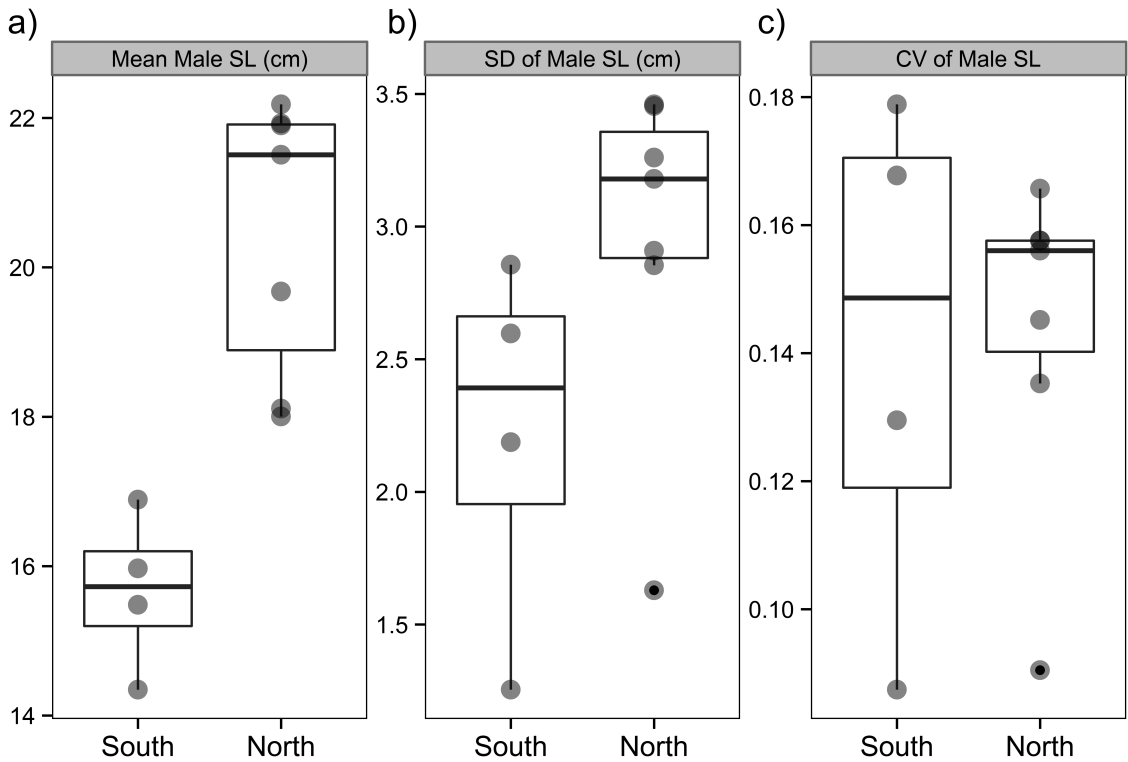 a)
Mean Male SL (cm)
22
20
18
16
14
South North
b)
SD of Male SL (cm)
3.5
3.0
2.5
2.0
1.5
South North
c)
CV of Male SL
0.18
0.16
0.14
0.12
0.10
South North